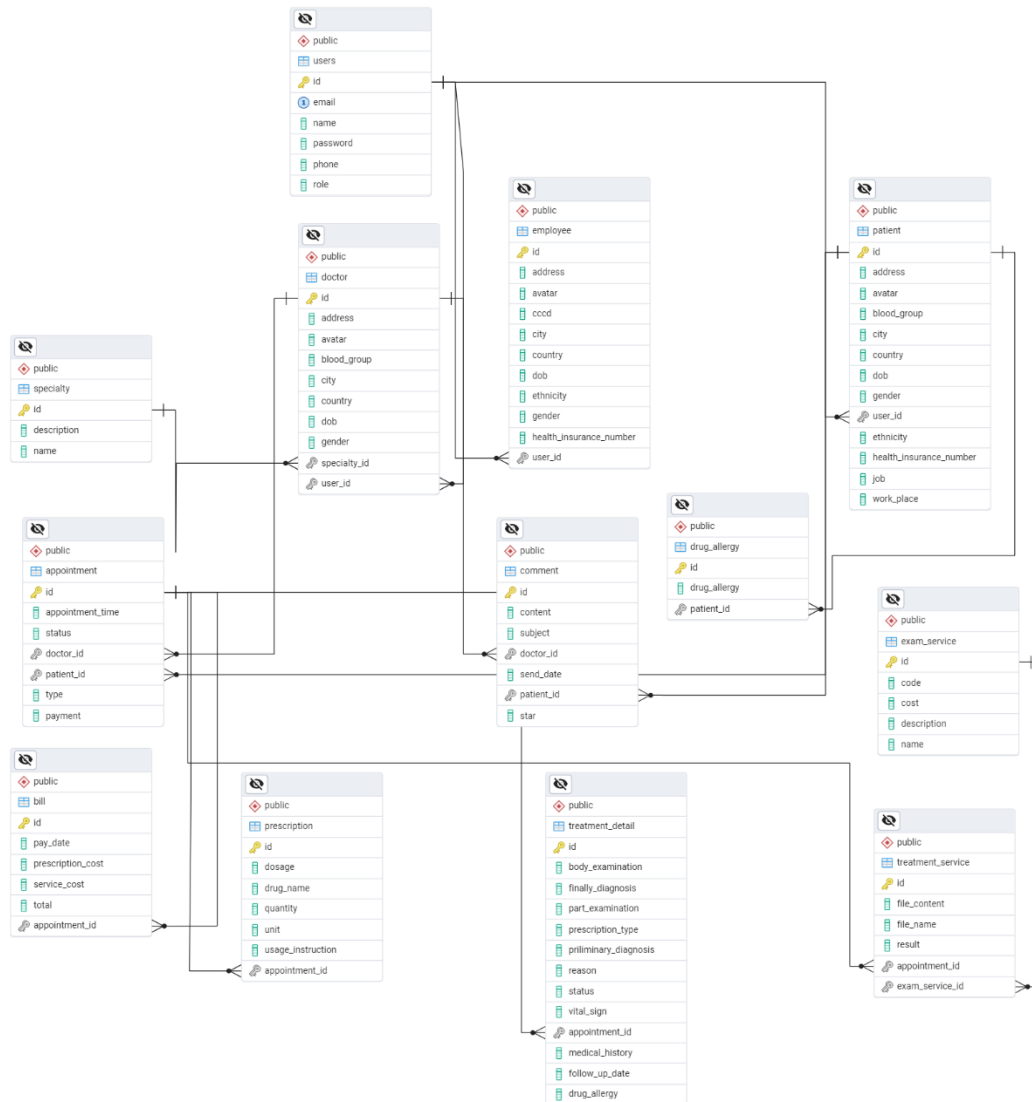 public
users
id
email
name
password
phone
role
public
employee
id
address
avatar
cccd
city
country
dob
ethnicity
gender
health_insurance_number
user_id
public
patient
id
address
avatar
blood_group
city
country
dob
gender
user_id
ethnicity
health_insurance_number
job
work_place
public
doctor
id
address
avatar
blood_group
city
country
dob
gender
specialty_id
user_id
public
specialty
id
description
name
public
drug_allergy
id
drug_allergy
patient_id
public
appointment
id
appointment_time
status
doctor_id
patient_id
type
payment
public
comment
id
content
subject
doctor_id
send_date
patient_id
star
public
exam_service
id
code
cost
description
name
public
bill
id
pay_date
prescription_cost
service_cost
total
appointment_id
public
prescription
id
dosage
drug_name
quantity
unit
usage_instruction
appointment_id
public
treatment_detail
id
body_examination
finally_diagnosis
part_examination
prescription_type
priliminary_diagnosis
reason
status
vital_sign
appointment_id
medical_history
follow_up_date
drug_allergy
public
treatment_service
id
file_content
file_name
result
appointment_id
exam_service_id